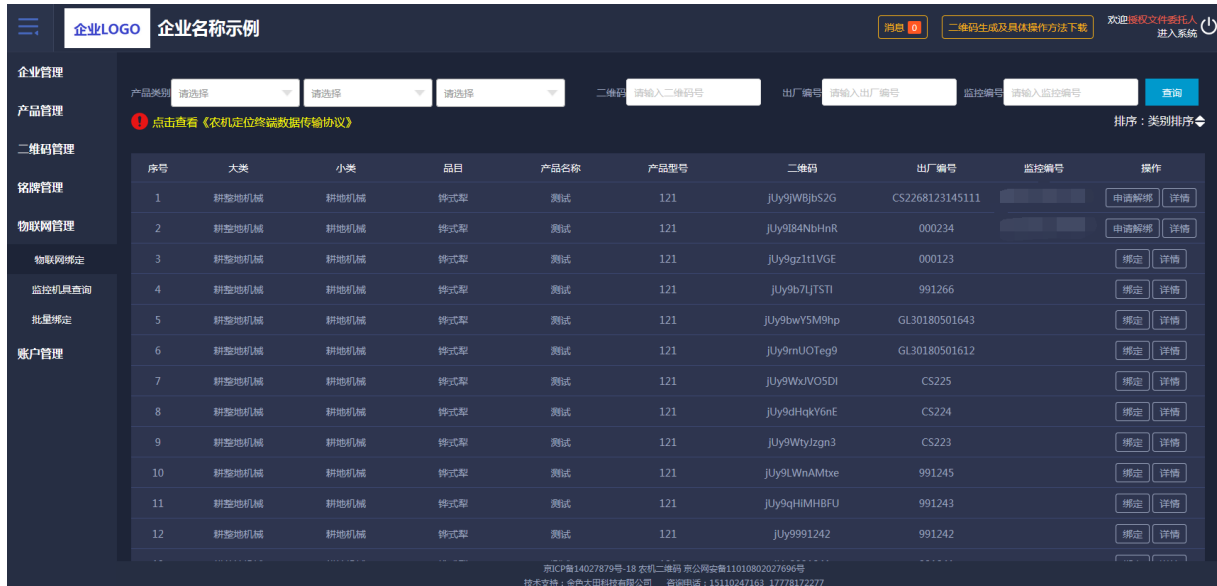 企业LOGO 企业名称示例 消息 0 二维码生成及具体操作方法下载 欢迎授权文件委托人
进入系统
企业管理
产品管理
二维码管理
铭牌管理
物联网管理
物联网绑定
监控机具查询
批量绑定
账户管理
产品类别 请选择 请选择 请选择 二维码 请输入二维码号 出厂编号 请输入出厂编号 监控编号 请输入监控编号 查询
点击查看《农机定位终端数据传输协议》 排序：类别排序
序号 大类 小类 品目 产品名称 产品型号 二维码 出厂编号 监控编号 操作
1 耕整地机械 耕地机械 铧式犁 测试 121 jUy9jWBjbS2G CS2268123145111 申请解绑 详情
2 耕整地机械 耕地机械 铧式犁 测试 121 jUy9I84NbHnR 000234 申请解绑 详情
3 耕整地机械 耕地机械 铧式犁 测试 121 jUy9gz1t1VGE 000123 绑定 详情
4 耕整地机械 耕地机械 铧式犁 测试 121 jUy9b7LjTSTI 991266 绑定 详情
5 耕整地机械 耕地机械 铧式犁 测试 121 jUy9bwY5M9hp GL30180501643 绑定 详情
6 耕整地机械 耕地机械 铧式犁 测试 121 jUy9rnUOTeg9 GL30180501612 绑定 详情
7 耕整地机械 耕地机械 铧式犁 测试 121 jUy9WxJVO5DI CS225 绑定 详情
8 耕整地机械 耕地机械 铧式犁 测试 121 jUy9dHqkY6nE CS224 绑定 详情
9 耕整地机械 耕地机械 铧式犁 测试 121 jUy9WtyJzgn3 CS223 绑定 详情
10 耕整地机械 耕地机械 铧式犁 测试 121 jUy9LWnAMtxe 991245 绑定 详情
11 耕整地机械 耕地机械 铧式犁 测试 121 jUy9qHiMHBFU 991243 绑定 详情
12 耕整地机械 耕地机械 铧式犁 测试 121 jUy9991242 991242 绑定 详情
京ICP备14027879号-18 农机二维码 京公网安备11010802027696号
技术支持：金色大田科技有限公司 咨询电话：15110247163 17778172277